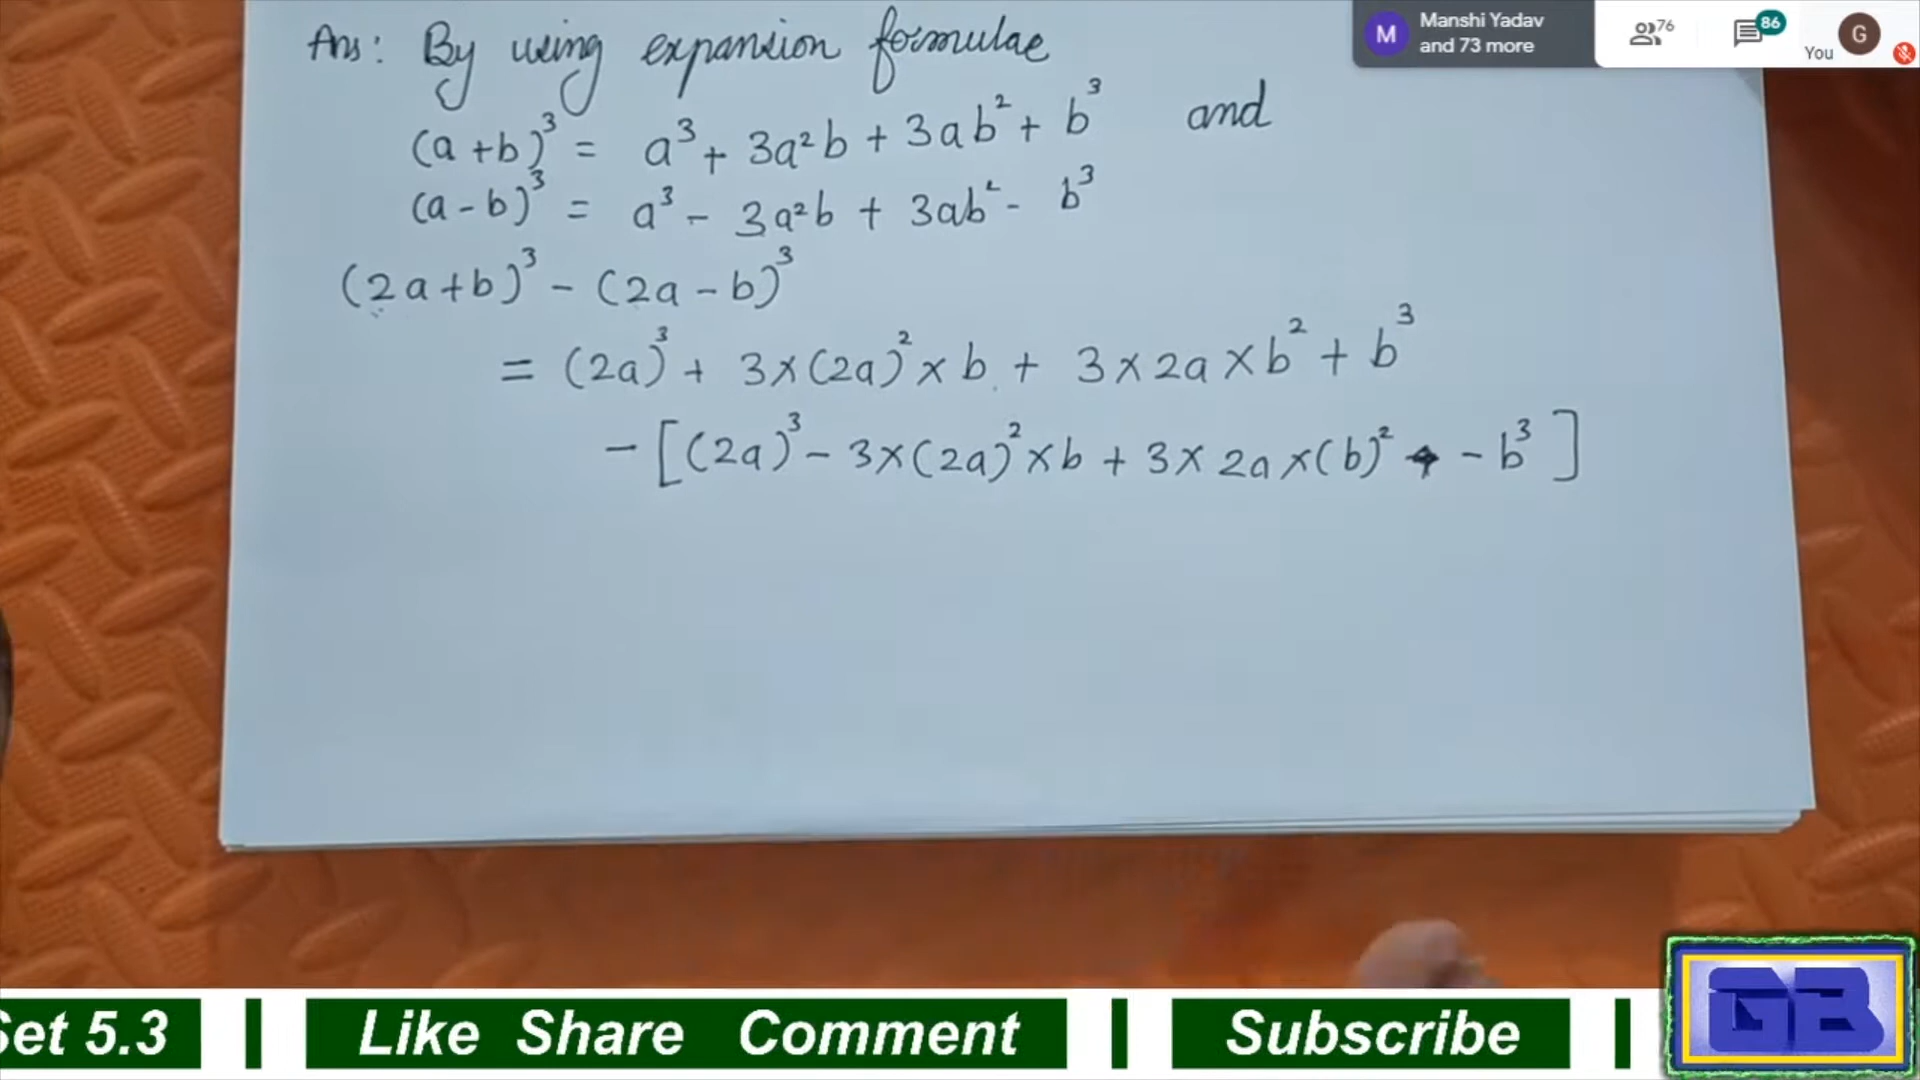 Ans: By using expansion formulae
(a+b)³ = a³ + 3a²b + 3ab² + b³ and
(a-b)³ = a³ - 3a²b + 3ab² - b³
(2a+b)³ - (2a-b)³
= (2a)³ + 3×(2a)²×b + 3×2a×b² + b³
- [(2a)³ - 3×(2a)²×b + 3×2a×(b)² - b³]
M
Manshi Yadav
and 73 more
76
86
You
G
Set 5.3 | Like Share Comment | Subscribe |
GB